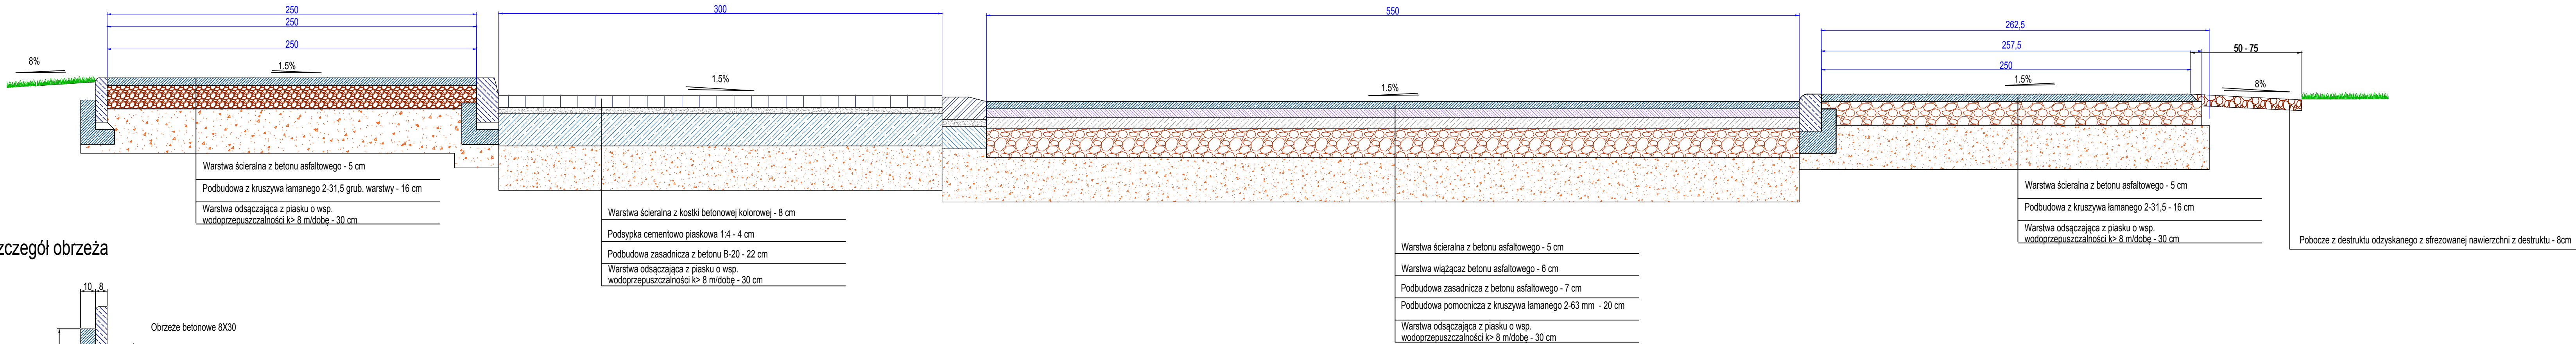 250
250
250
8%
1.5%
300
1.5%
550
1.5%
262,5
257,5
250
50 - 75
1.5%
8%
Warstwa ścieralna z betonu asfaltowego - 5 cm
Podbudowa z kruszywa łamanego 2-31,5 grub. warstwy - 16 cm
Warstwa odsączająca z piasku o wsp.
wodoprzepuszczalności k> 8 m/dobę - 30 cm
Warstwa ścieralna z kostki betonowej kolorowej - 8 cm
Podsypka cementowo piaskowa 1:4 - 4 cm
Podbudowa zasadnicza z betonu B-20 - 22 cm
Warstwa odsączająca z piasku o wsp.
wodoprzepuszczalności k> 8 m/dobę - 30 cm
Warstwa ścieralna z betonu asfaltowego - 5 cm
Warstwa wiążącaz betonu asfaltowego - 6 cm
Podbudowa zasadnicza z betonu asfaltowego - 7 cm
Podbudowa pomocnicza z kruszywa łamanego 2-63 mm - 20 cm
Warstwa odsączająca z piasku o wsp.
wodoprzepuszczalności k> 8 m/dobę - 30 cm
Warstwa ścieralna z betonu asfaltowego - 5 cm
Podbudowa z kruszywa łamanego 2-31,5 - 16 cm
Warstwa odsączająca z piasku o wsp.
wodoprzepuszczalności k> 8 m/dobę - 30 cm
Pobocze z destruktu odzyskanego z sfrezowanej nawierzchni z destruktu - 8cm
zczegół obrzeża
10 8
Obrzeże betonowe 8X30